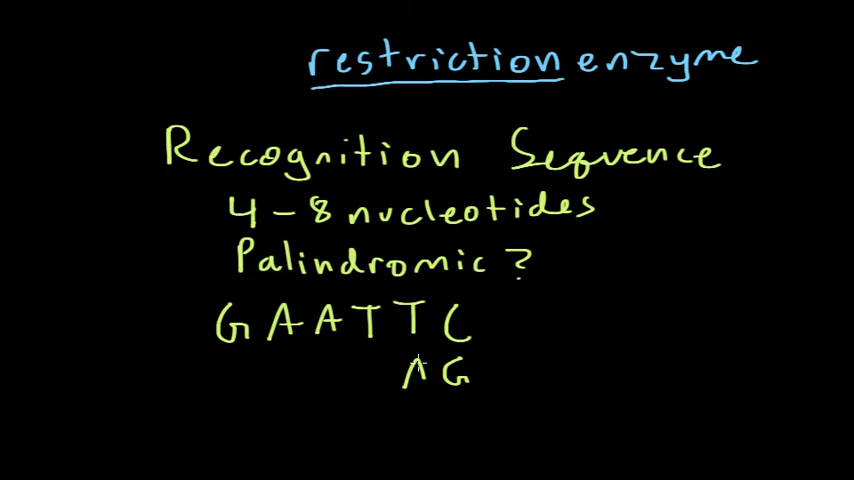 restriction enzyme
Recognition Sequence
4-8 nucleotides
Palindromic?
GAATTC
AG